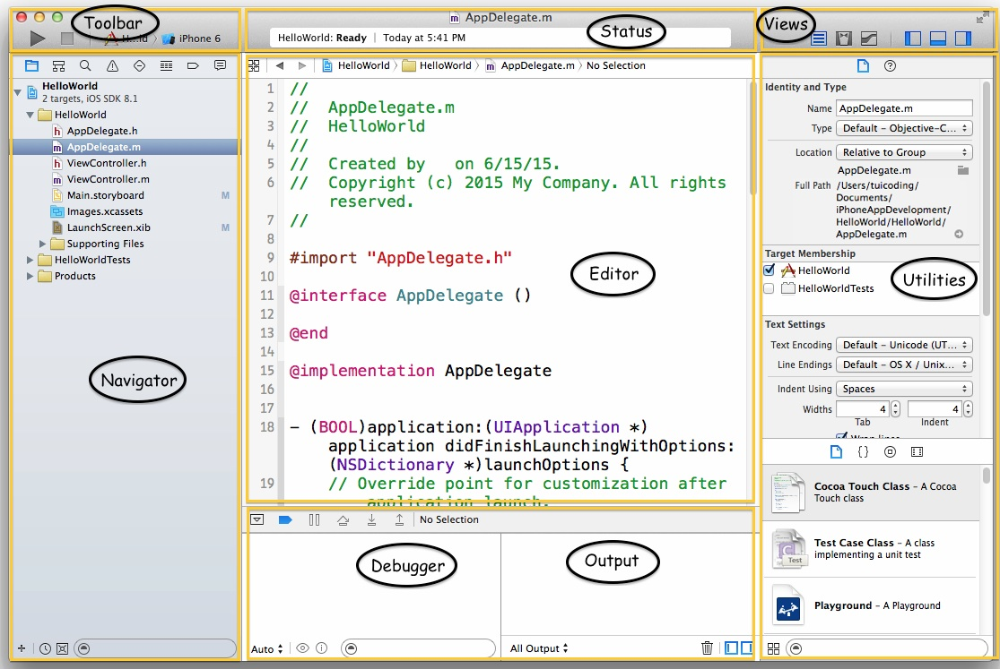 Toolbar
H...ld
iPhone 6
AppDelegate.m
HelloWorld: Ready | Today at 5:41 PM
Status
Views
HelloWorld
2 targets, iOS SDK 8.1
HelloWorld
AppDelegate.h
AppDelegate.m
ViewController.h
ViewController.m
Main.storyboard M
Images.xcassets
LaunchScreen.xib M
Supporting Files
HelloWorldTests
Products
Navigator
HelloWorld 〉 HelloWorld 〉 AppDelegate.m 〉 No Selection
1 //
2 // AppDelegate.m
3 // HelloWorld
4 //
5 // Created by on 6/15/15.
6 // Copyright (c) 2015 My Company. All rights
reserved.
7 //
8
9 #import "AppDelegate.h"
10
11 @interface AppDelegate ()
12
13 @end
14
15 @implementation AppDelegate
16
17
18 - (BOOL)application:(UIApplication *)
application didFinishLaunchingWithOptions:
(NSDictionary *)launchOptions {
19 // Override point for customization after
application launch.
Editor
No Selection
Debugger
Output
Auto
All Output
Identity and Type
Name AppDelegate.m
Type Default - Objective-C...
Location Relative to Group
AppDelegate.m
Full Path /Users/tuicoding/
Documents/
iPhoneAppDevelopment/
HelloWorld/HelloWorld/
AppDelegate.m
Target Membership
HelloWorld
HelloWorldTests
Utilities
Text Settings
Text Encoding Default - Unicode (UT...
Line Endings Default - OS X / Unix...
Indent Using Spaces
Widths 4 4
Tab Indent
Wrap lines
{}
Cocoa Touch Class - A Cocoa
Touch class
Test
Test Case Class - A class
implementing a unit test
Playground - A Playground